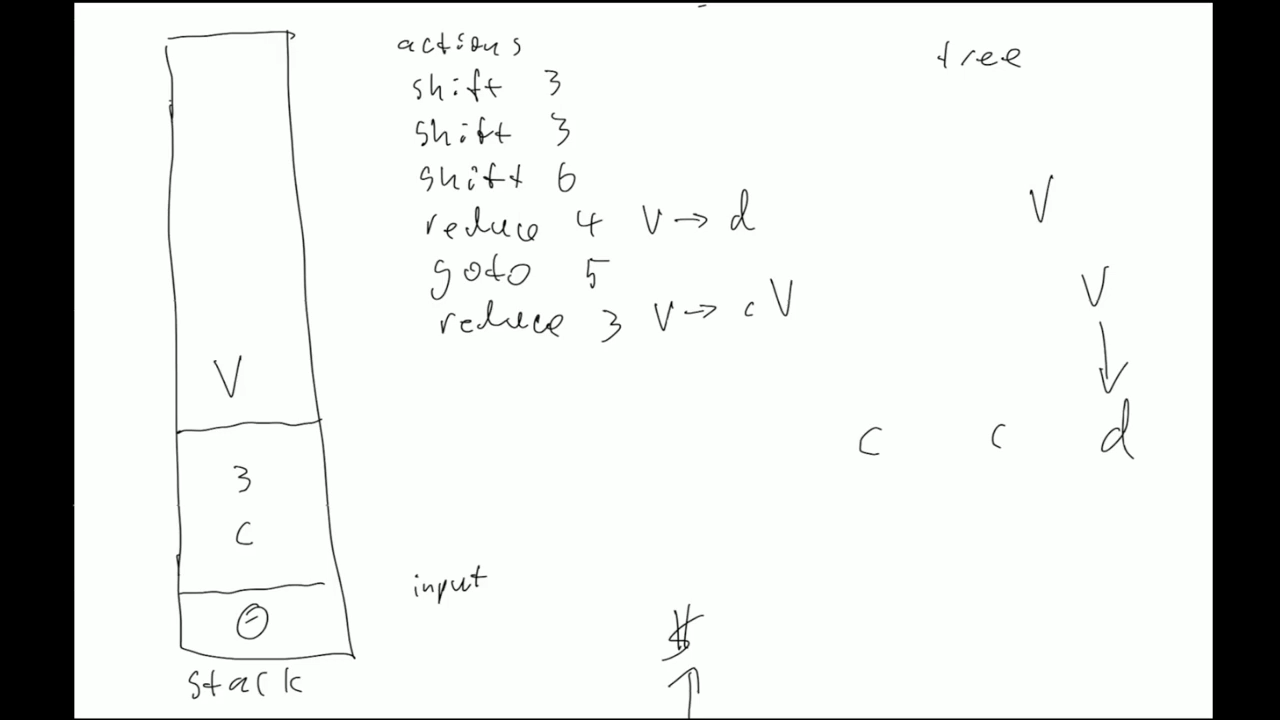 actions
shift 3
shift 3
shift 6
reduce 4 V → d
goto 5
reduce 3 V → c V
tree
V
V
c c d
V
3
c
0
stack
input
$